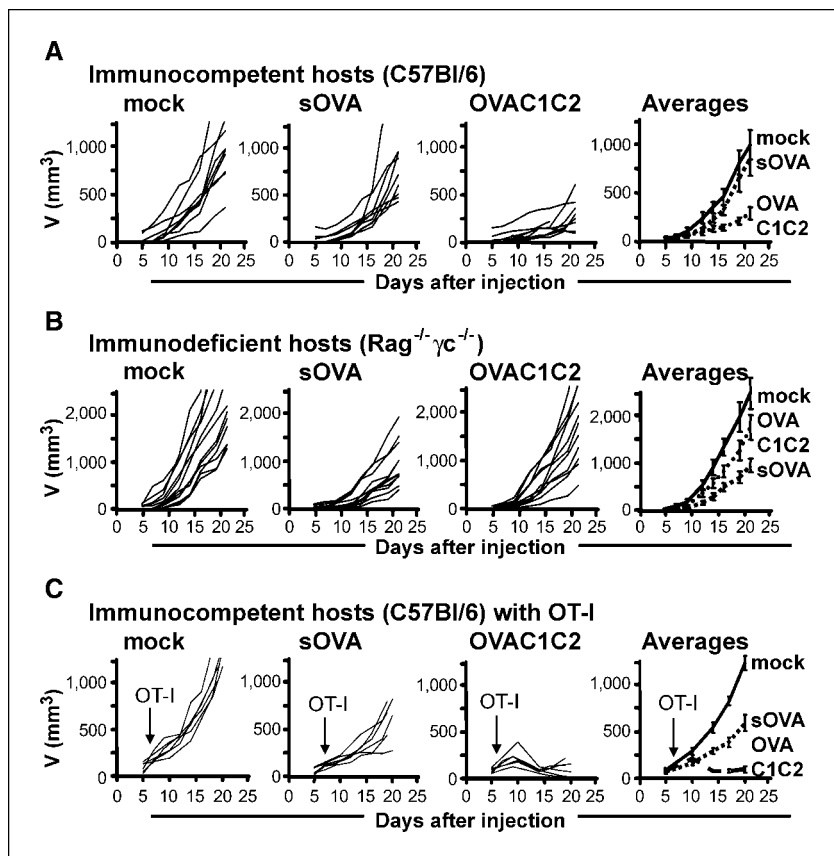 A
Immunocompetent hosts (C57Bl/6)
mock sOVA OVAC1C2 Averages
V (mm³)
1,000 1,000 1,000 1,000
500 500 500 500
0 0 0 0
mock
sOVA
OVA
C1C2
0 5 10 15 20 25 0 5 10 15 20 25 0 5 10 15 20 25 0 5 10 15 20 25
Days after injection Days after injection
B
Immunodeficient hosts (Rag⁻/⁻ γc⁻/⁻)
mock sOVA OVAC1C2 Averages
V (mm³)
2,000 2,000 2,000 2,000
1,000 1,000 1,000 1,000
0 0 0 0
mock
OVA
C1C2
sOVA
0 5 10 15 20 25 0 5 10 15 20 25 0 5 10 15 20 25 0 5 10 15 20 25
Days after injection Days after injection
C
Immunocompetent hosts (C57Bl/6) with OT-I
mock sOVA OVAC1C2 Averages
V (mm³)
1,000 1,000 1,000 1,000
500 500 500 500
0 0 0 0
OT-I OT-I OT-I OT-I
mock
sOVA
OVA
C1C2
0 5 10 15 20 25 0 5 10 15 20 25 0 5 10 15 20 25 0 5 10 15 20 25
Days after injection Days after injection